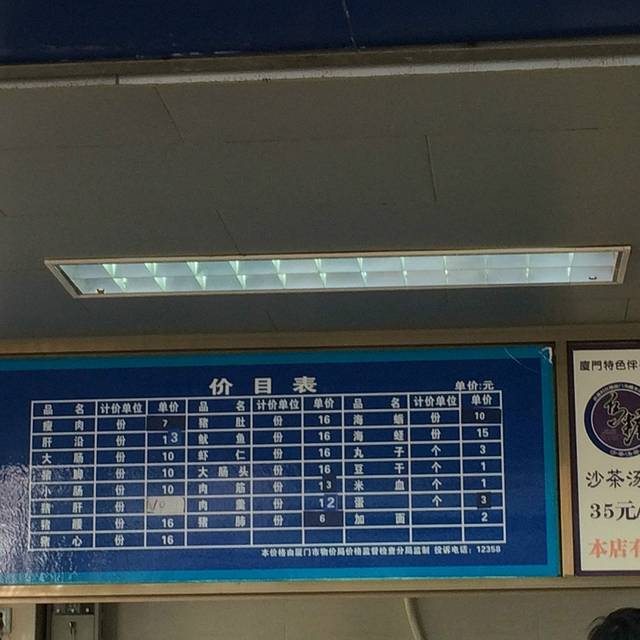 价目表
单价:元
品名 计价单位 单价 品名 计价单位 单价 品名 计价单位 单价
瘦肉 份 7 猪肚 份 16 海蛎 份 10
肝沿 份 13 鱿鱼 份 16 海蛏 份 15
大肠 份 10 虾仁 份 16 丸子 个 3
猪腑 份 10 大肠头 份 16 豆干 个 1
小肠 份 10 肉筋 份 13 米血 个 1
猪肝 份 10 肉羹 份 12 蛋 个 3
猪腰 份 16 猪肺 份 6 加面 2
猪心 份 16
本价格由厦门市物价局价格监督检查分局监制 投诉电话:12358
厦門特色伴
沙茶汤
35元/
本店有